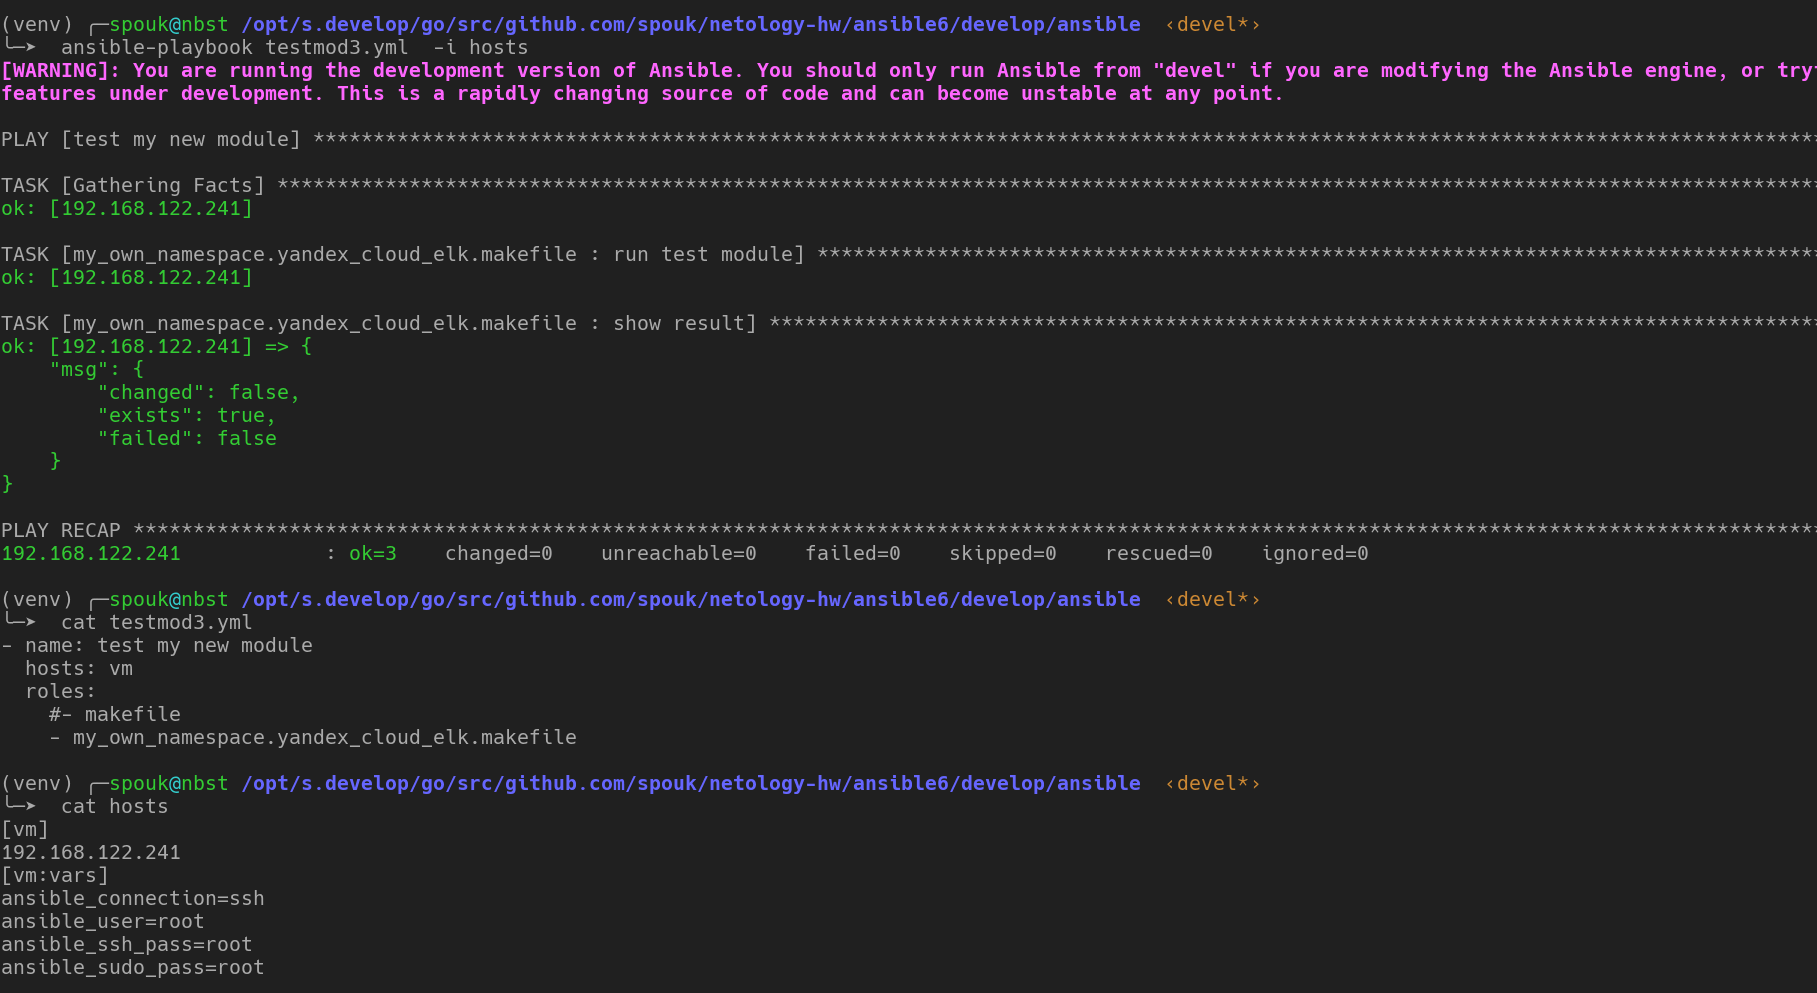 (venv) ╭─spouk@nbst /opt/s.develop/go/src/github.com/spouk/netology-hw/ansible6/develop/ansible  ‹devel*›
╰─➤  ansible-playbook testmod3.yml  -i hosts
[WARNING]: You are running the development version of Ansible. You should only run Ansible from "devel" if you are modifying the Ansible engine, or
features under development. This is a rapidly changing source of code and can become unstable at any point.
PLAY [test my new module] *****************************************************************************************************************************
TASK [Gathering Facts] ********************************************************************************************************************************
ok: [192.168.122.241]
TASK [my_own_namespace.yandex_cloud_elk.makefile : run test module] ***********************************************************************************
ok: [192.168.122.241]
TASK [my_own_namespace.yandex_cloud_elk.makefile : show result] ***************************************************************************************
ok: [192.168.122.241] => {
    "msg": {
        "changed": false,
        "exists": true,
        "failed": false
    }
}
PLAY RECAP ********************************************************************************************************************************************
192.168.122.241            : ok=3    changed=0    unreachable=0    failed=0    skipped=0    rescued=0    ignored=0
(venv) ╭─spouk@nbst /opt/s.develop/go/src/github.com/spouk/netology-hw/ansible6/develop/ansible  ‹devel*›
╰─➤  cat testmod3.yml
- name: test my new module
  hosts: vm
  roles:
    #- makefile
    - my_own_namespace.yandex_cloud_elk.makefile
(venv) ╭─spouk@nbst /opt/s.develop/go/src/github.com/spouk/netology-hw/ansible6/develop/ansible  ‹devel*›
╰─➤  cat hosts
[vm]
192.168.122.241
[vm:vars]
ansible_connection=ssh
ansible_user=root
ansible_ssh_pass=root
ansible_sudo_pass=root